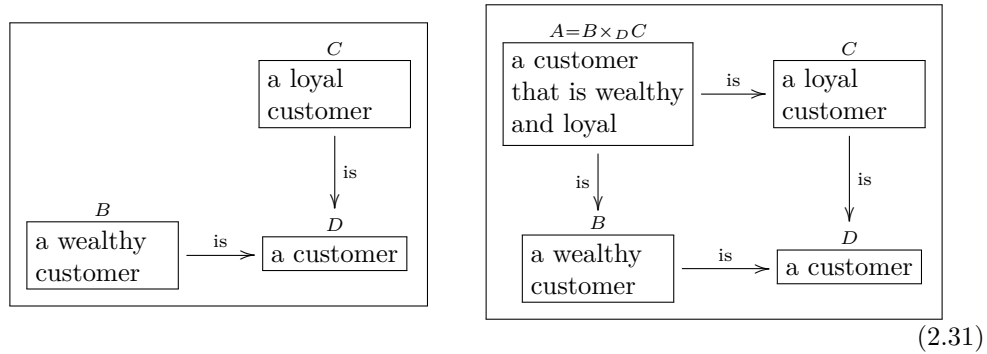 C
a loyal
customer
is
B
a wealthy
customer
is
D
a customer
A=B×_D C
a customer
that is wealthy
and loyal
is
C
a loyal
customer
is
is
B
a wealthy
customer
is
D
a customer
(2.31)